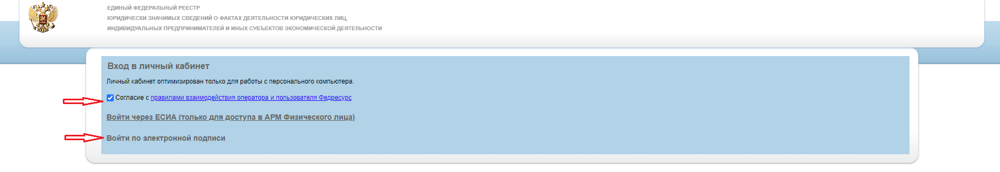 ЕДИНЫЙ ФЕДЕРАЛЬНЫЙ РЕЕСТР
ЮРИДИЧЕСКИ ЗНАЧИМЫХ СВЕДЕНИЙ О ФАКТАХ ДЕЯТЕЛЬНОСТИ ЮРИДИЧЕСКИХ ЛИЦ,
ИНДИВИДУАЛЬНЫХ ПРЕДПРИНИМАТЕЛЕЙ И ИНЫХ СУБЪЕКТОВ ЭКОНОМИЧЕСКОЙ ДЕЯТЕЛЬНОСТИ
Вход в личный кабинет
Личный кабинет оптимизирован только для работы с персонального компьютера.
Согласие с правилами взаимодействия оператора и пользователя Федресурс
Войти через ЕСИА (только для доступа в АРМ Физического лица)
Войти по электронной подписи